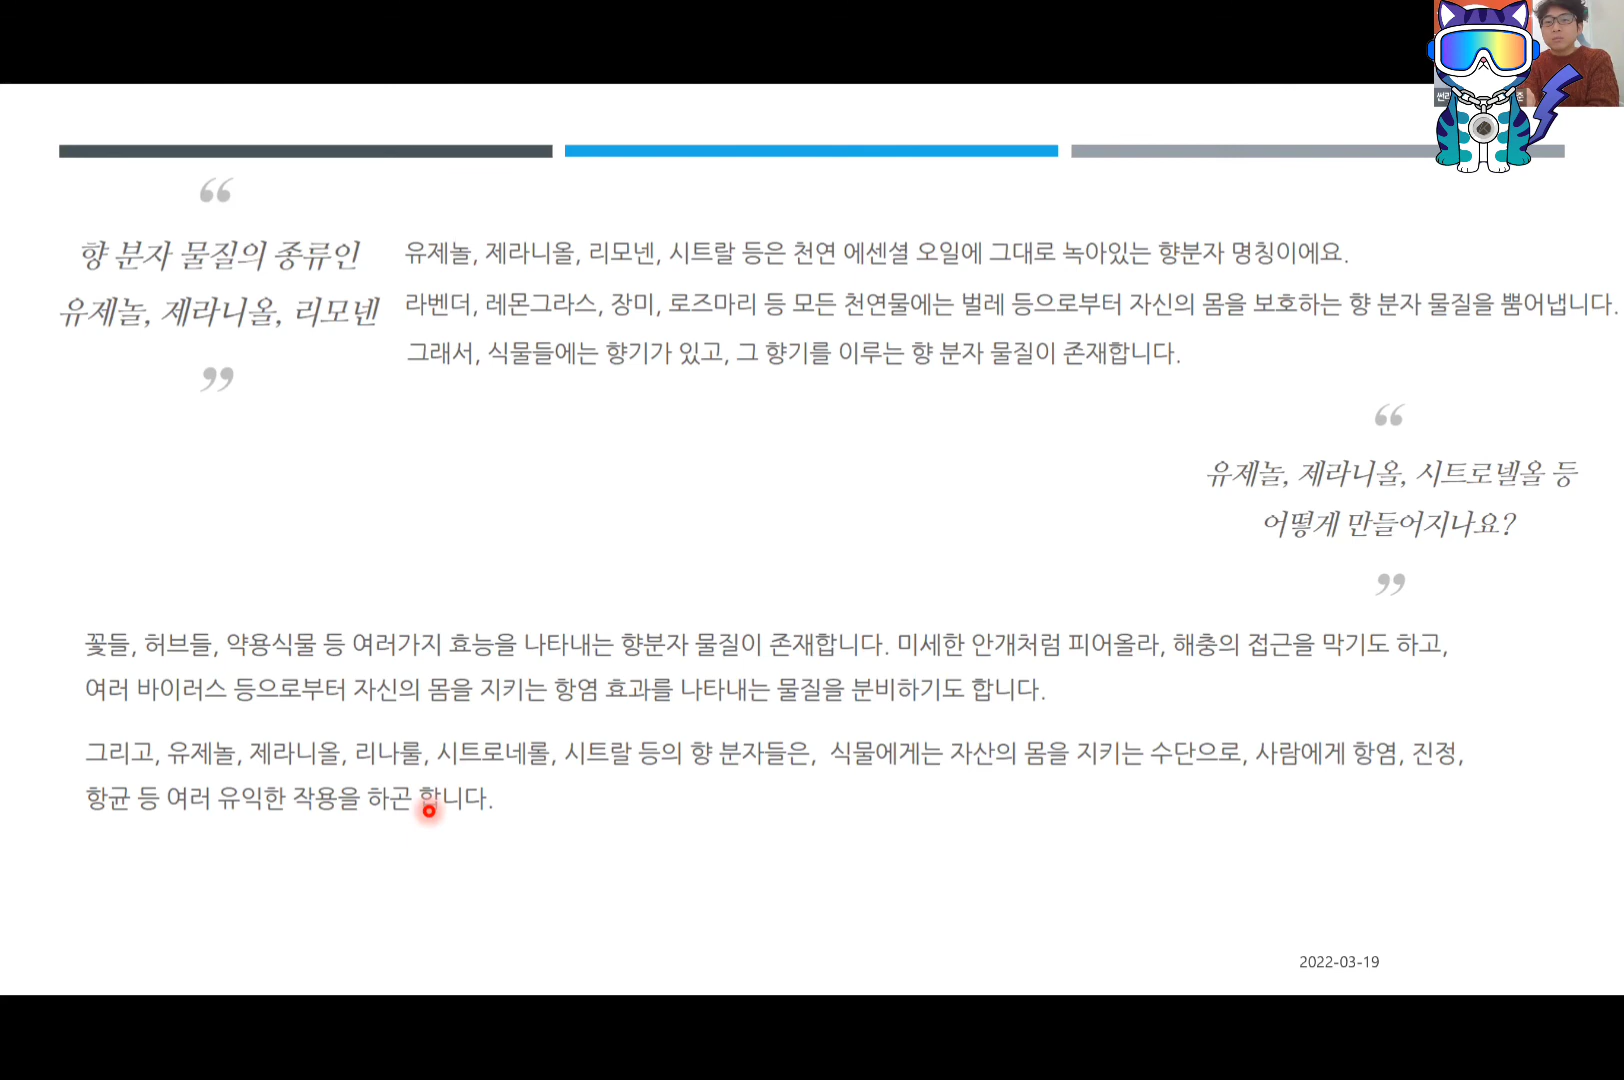 “
향 분자 물질의 종류인
유제놀, 제라니올, 리모넨
”
유제놀, 제라니올, 리모넨, 시트랄 등은 천연 에센셜 오일에 그대로 녹아있는 향분자 명칭이에요.
라벤더, 레몬그라스, 장미, 로즈마리 등 모든 천연물에는 벌레 등으로부터 자신의 몸을 보호하는 향 분자 물질을 뿜어냅니다.
그래서, 식물들에는 향기가 있고, 그 향기를 이루는 향 분자 물질이 존재합니다.
“
유제놀, 제라니올, 시트로넬올 등
어떻게 만들어지나요?
”
꽃들, 허브들, 약용식물 등 여러가지 효능을 나타내는 향분자 물질이 존재합니다. 미세한 안개처럼 피어올라, 해충의 접근을 막기도 하고,
여러 바이러스 등으로부터 자신의 몸을 지키는 항염 효과를 나타내는 물질을 분비하기도 합니다.
그리고, 유제놀, 제라니올, 리나룰, 시트로네롤, 시트랄 등의 향 분자들은, 식물에게는 자산의 몸을 지키는 수단으로, 사람에게 항염, 진정,
항균 등 여러 유익한 작용을 하곤 합니다.
2022-03-19